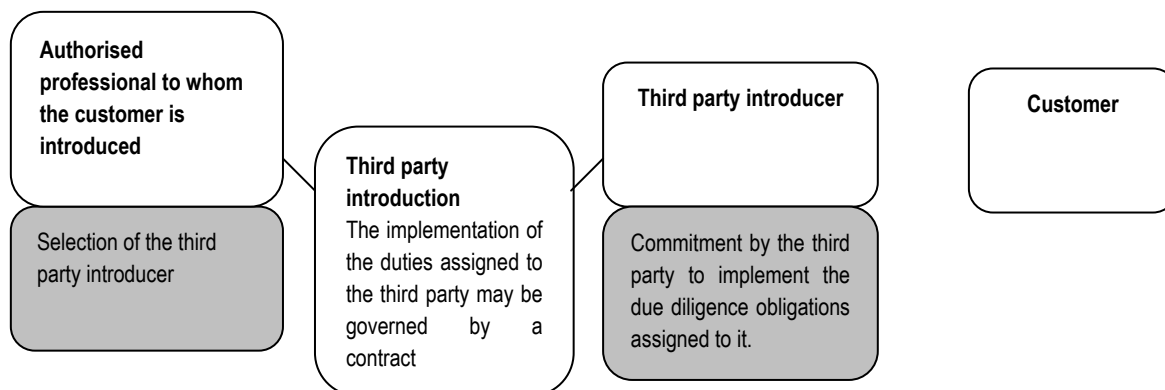 Authorised
professional to whom
the customer is
introduced
Selection of the third
party introducer
Third party
introduction
The implementation of
the duties assigned to
the third party may be
governed by a
contract
Third party introducer
Commitment by the third
party to implement the
due diligence obligations
assigned to it.
Customer